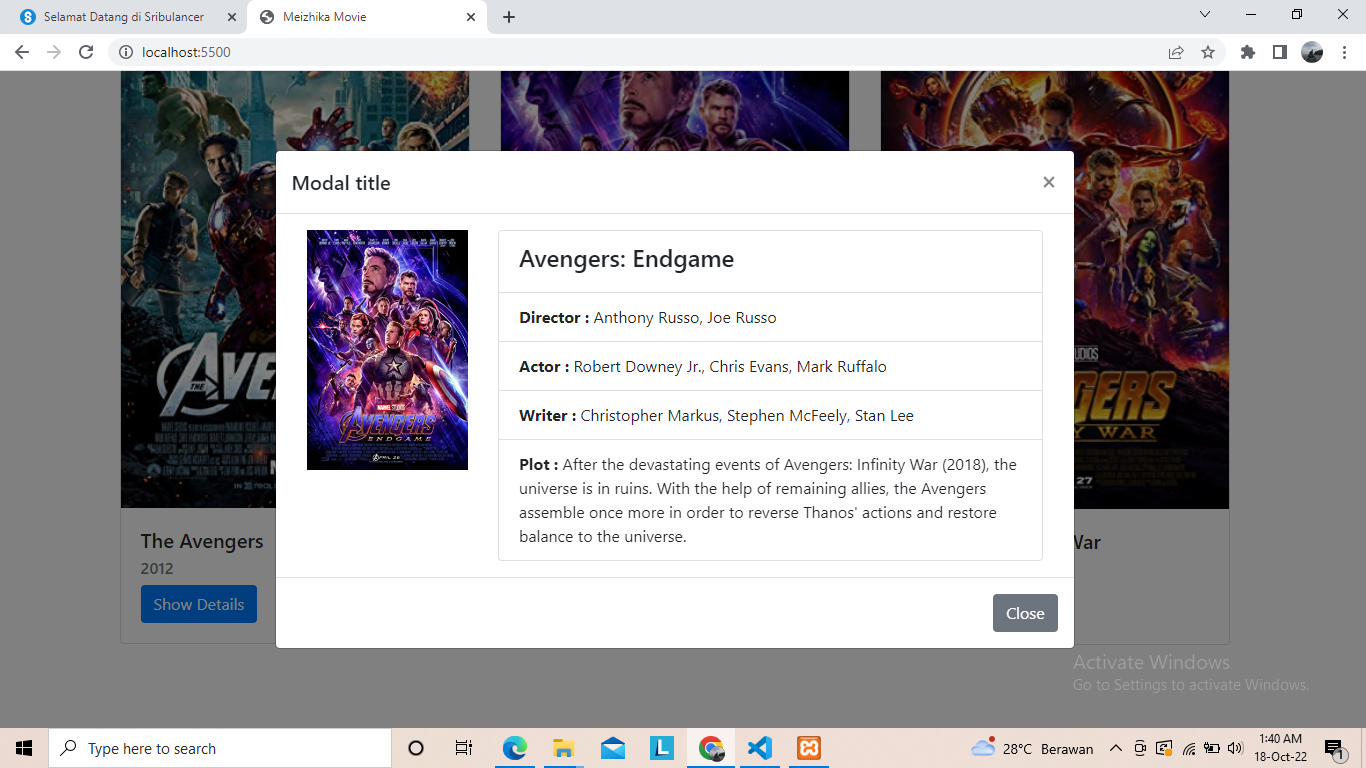 Selamat Datang di Sribulancer
Meizhika Movie
localhost:5500
Modal title
×
AVENGERS
ENDGAME
Avengers: Endgame
Director : Anthony Russo, Joe Russo
Actor : Robert Downey Jr., Chris Evans, Mark Ruffalo
Writer : Christopher Markus, Stephen McFeely, Stan Lee
Plot : After the devastating events of Avengers: Infinity War (2018), the
universe is in ruins. With the help of remaining allies, the Avengers
assemble once more in order to reverse Thanos' actions and restore
balance to the universe.
Close
The Avengers
2012
Show Details
War
Activate Windows
Go to Settings to activate Windows.
Type here to search
28°C Berawan
1:40 AM
18-Oct-22
1